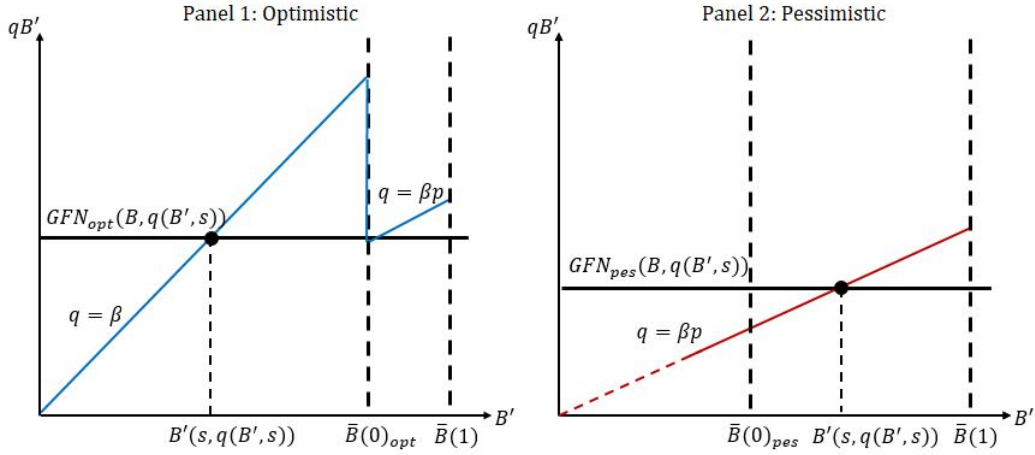 Panel 1: Optimistic
qB′
q = βp
GFN_opt(B, q(B′, s))
q = β
B′
B′(s, q(B′, s))
B̄(0)_opt
B̄(1)
Panel 2: Pessimistic
qB′
GFN_pes(B, q(B′, s))
q = βp
B′
B̄(0)_pes
B′(s, q(B′, s))
B̄(1)